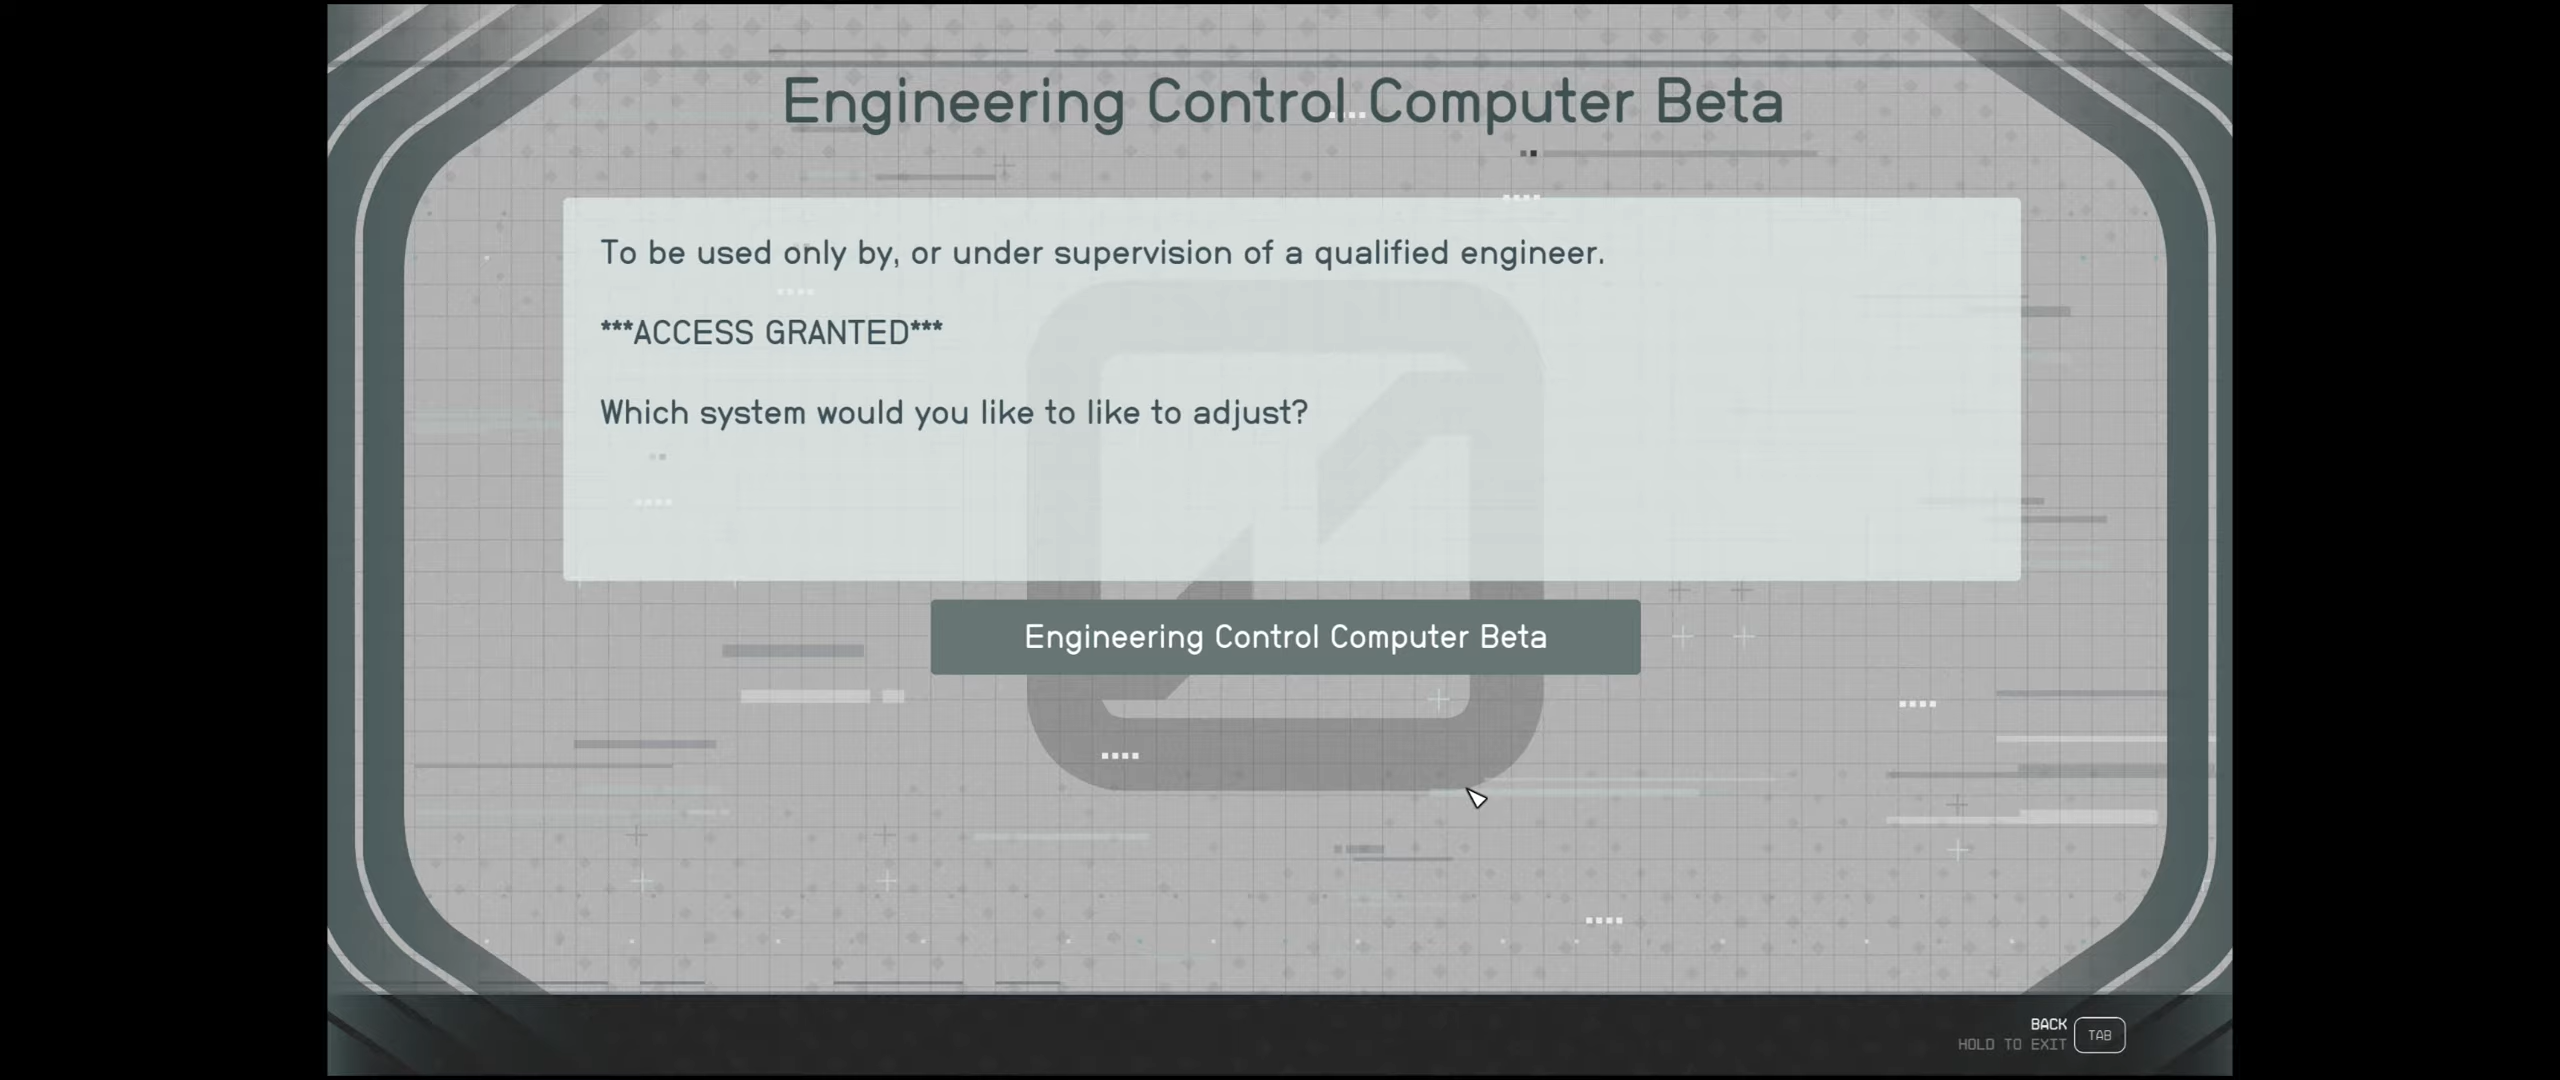 Engineering Control Computer Beta
To be used only by, or under supervision of a qualified engineer.
***ACCESS GRANTED***
Which system would you like to like to adjust?
Engineering Control Computer Beta
BACK
HOLD TO EXIT
TAB